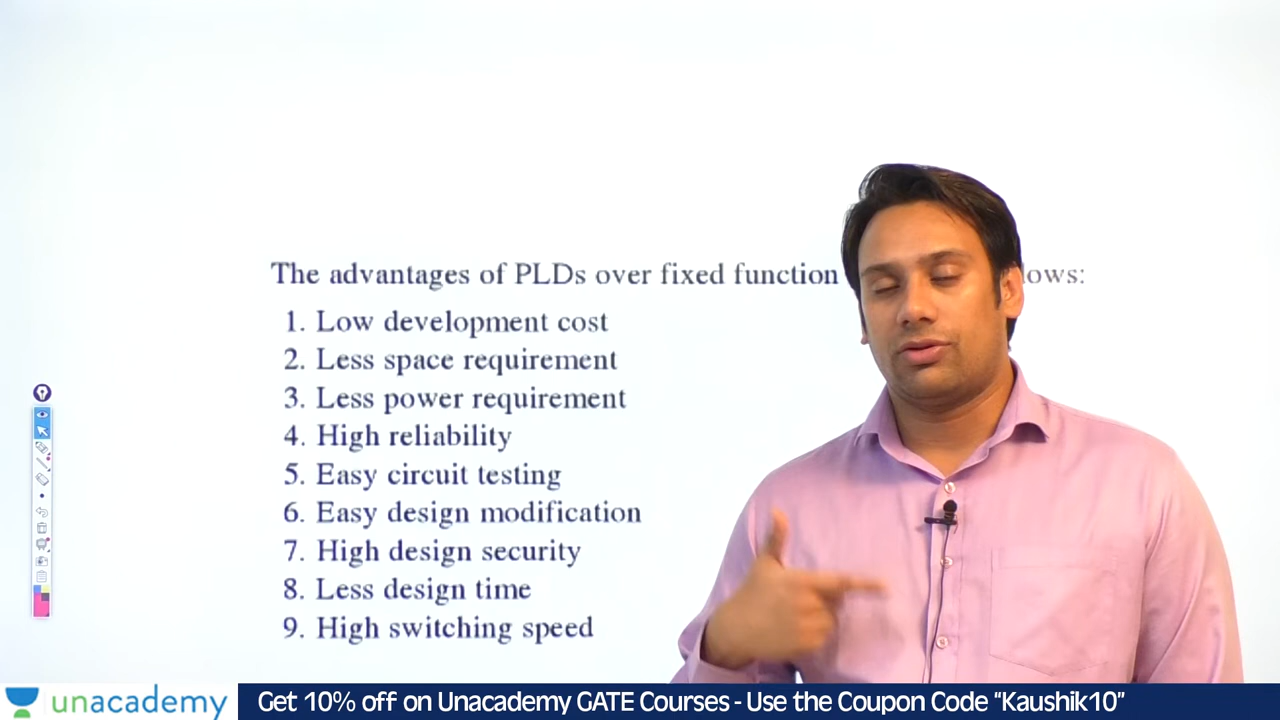 The advantages of PLDs over fixed function lows:
1. Low development cost
2. Less space requirement
3. Less power requirement
4. High reliability
5. Easy circuit testing
6. Easy design modification
7. High design security
8. Less design time
9. High switching speed
unacademy
Get 10% off on Unacademy GATE Courses - Use the Coupon Code “Kaushik10”